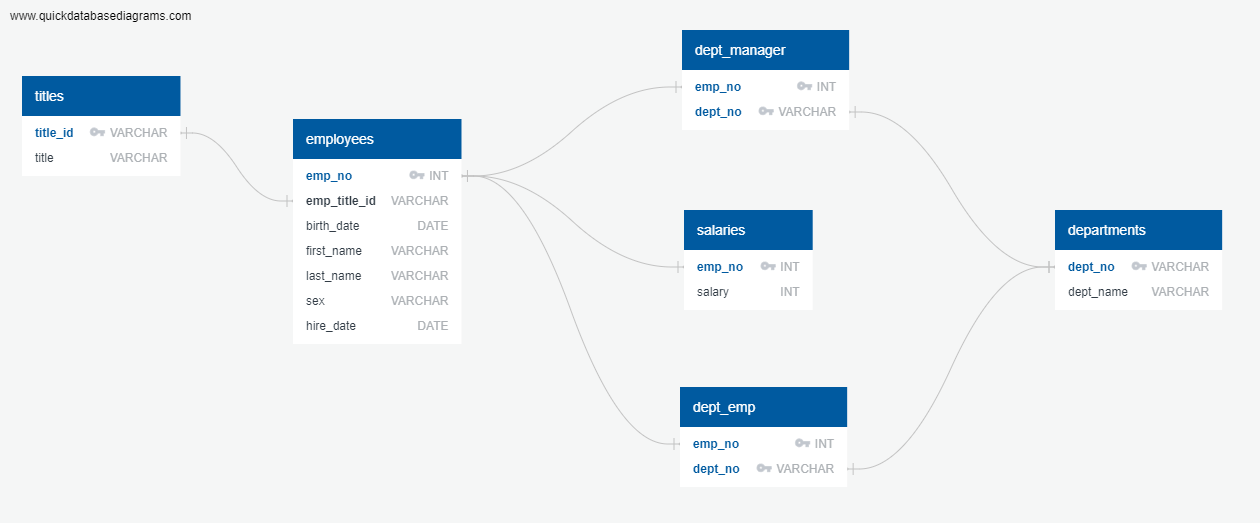 www.quickdatabasediagrams.com
titles
title_id VARCHAR
title VARCHAR
employees
emp_no INT
emp_title_id VARCHAR
birth_date DATE
first_name VARCHAR
last_name VARCHAR
sex VARCHAR
hire_date DATE
dept_manager
emp_no INT
dept_no VARCHAR
salaries
emp_no INT
salary INT
dept_emp
emp_no INT
dept_no VARCHAR
departments
dept_no VARCHAR
dept_name VARCHAR